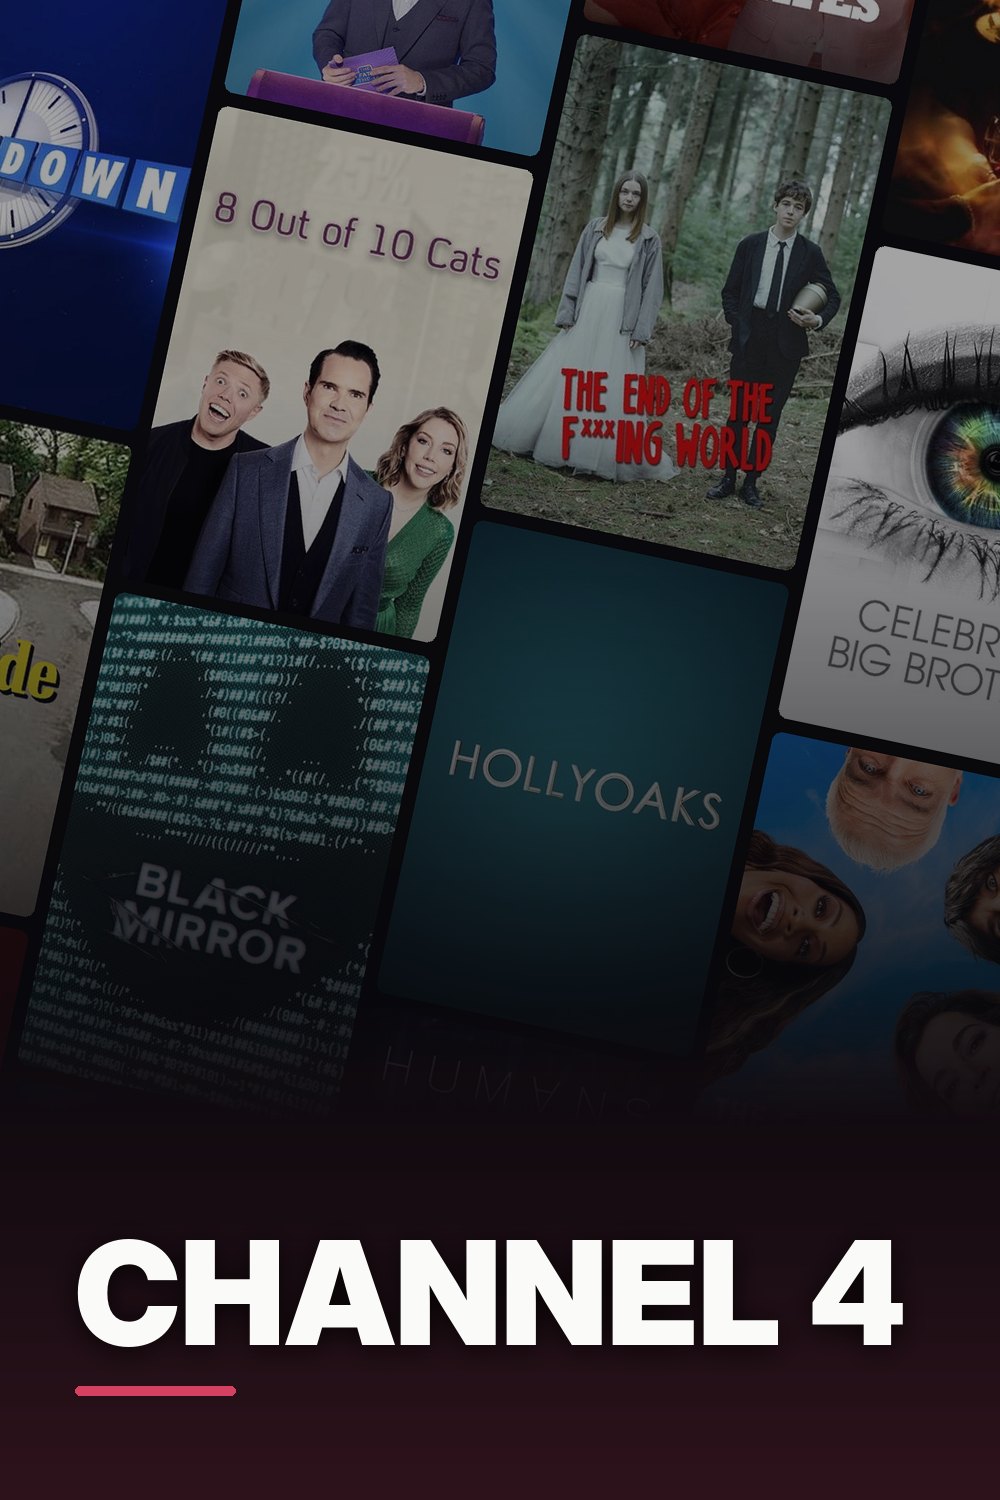 DOWN
8 Out of 10 Cats
THE END OF THE
F***ING WORLD
CELEBR
BIG BROT
de
BLACK
MIRROR
HOLLYOAKS
HUMANS
CHANNEL 4